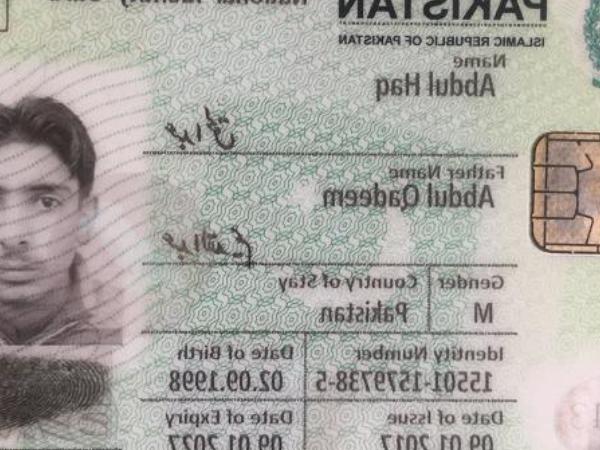 PAKISTAN National Identity Card
ISLAMIC REPUBLIC OF PAKISTAN
Name
Abdul Haq
عبدالحق
Father Name
Abdul Qadeem
عبدالقدیم
Gender Country of Stay
M Pakistan
Identity Number Date of Birth
15501-1579738-5 02.09.1998
Date of Issue Date of Expiry
09.01.2017 09.01.2027